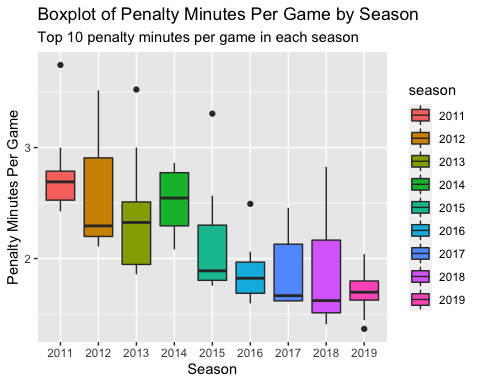 Boxplot of Penalty Minutes Per Game by Season
Top 10 penalty minutes per game in each season
Penalty Minutes Per Game
3
2
2011 2012 2013 2014 2015 2016 2017 2018 2019
Season
season
2011
2012
2013
2014
2015
2016
2017
2018
2019